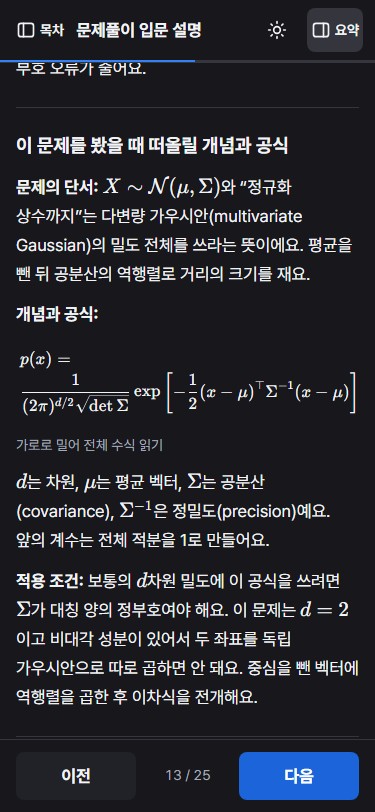 목차 문제풀이 입문 설명 요약
부호 오류가 줄어요.
이 문제를 봤을 때 떠올릴 개념과 공식
문제의 단서: X ∼ 𝒩(μ, Σ)와 “정규화
상수까지”는 다변량 가우시안(multivariate
Gaussian)의 밀도 전체를 쓰라는 뜻이에요. 평균을
뺀 뒤 공분산의 역행렬로 거리의 크기를 재요.
개념과 공식:
p(x) =
1/((2π)^{d/2}√(det Σ)) exp[−1/2(x − μ)^⊤Σ^{−1}(x − μ)]
가로로 밀어 전체 수식 읽기
d는 차원, μ는 평균 벡터, Σ는 공분산
(covariance), Σ^{−1}은 정밀도(precision)예요.
앞의 계수는 전체 적분을 1로 만들어요.
적용 조건: 보통의 d차원 밀도에 이 공식을 쓰려면
Σ가 대칭 양의 정부호여야 해요. 이 문제는 d = 2
이고 비대각 성분이 있어서 두 좌표를 독립
가우시안으로 따로 곱하면 안 돼요. 중심을 뺀 벡터에
역행렬을 곱한 후 이차식을 전개해요.
이전 13 / 25 다음